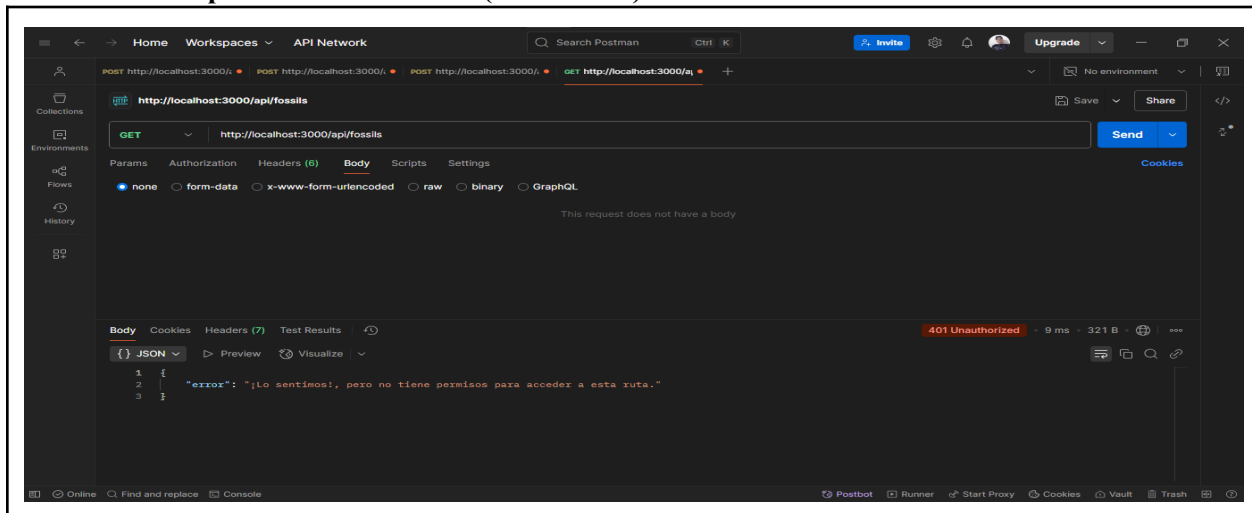 Home Workspaces API Network Search Postman Ctrl K Invite Upgrade
POST http://localhost:3000/ POST http://localhost:3000/ POST http://localhost:3000/ GET http://localhost:3000/ No environment
Collections
http://localhost:3000/api/fossils Save Share
Environments
GET http://localhost:3000/api/fossils Send
Params Authorization Headers (6) Body Scripts Settings Cookies
Flows
none form-data x-www-form-urlencoded raw binary GraphQL
History
This request does not have a body
Body Cookies Headers (7) Test Results 401 Unauthorized 9 ms 321 B
{} JSON Preview Visualize
1 {
2 "error": "¡Lo sentimos!, pero no tiene permisos para acceder a esta ruta."
3 }
Online Find and replace Console Postbot Runner Start Proxy Cookies Vault Trash